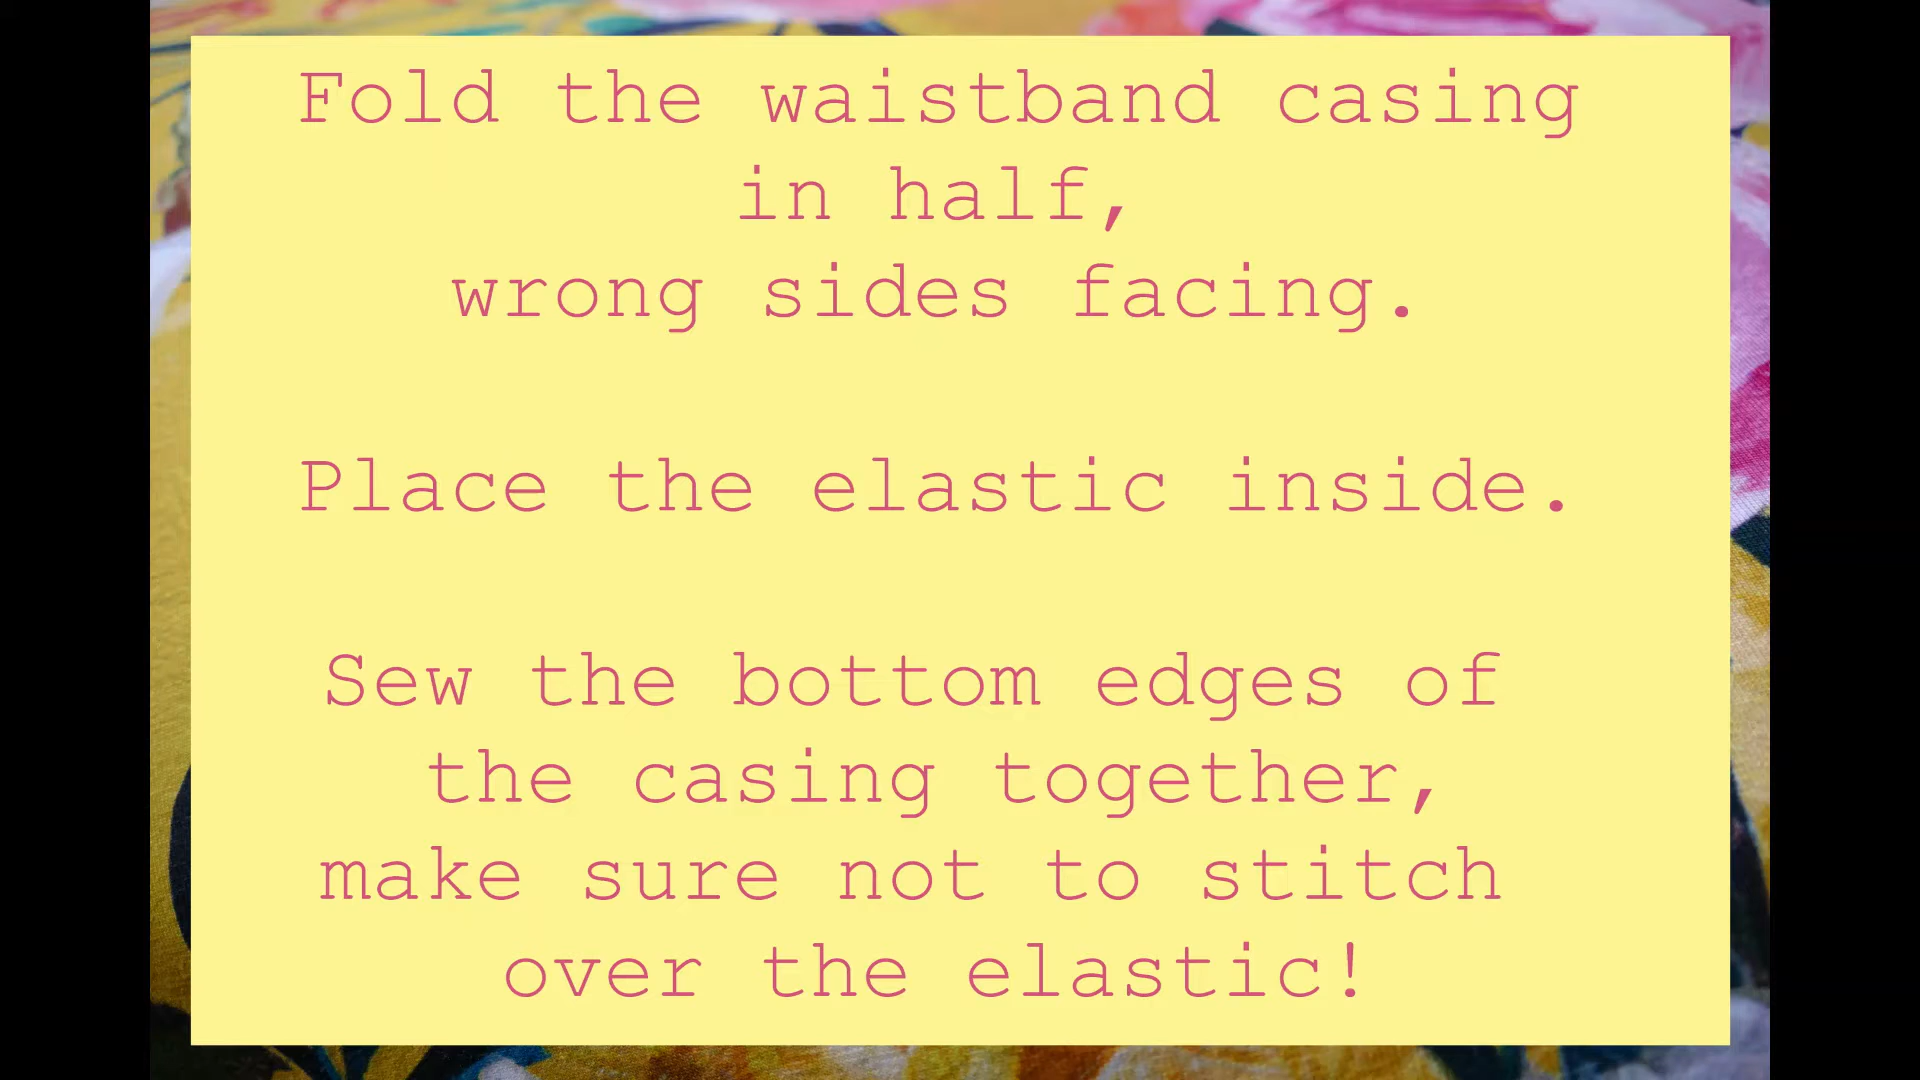 Fold the waistband casing
in half,
wrong sides facing.
Place the elastic inside.
Sew the bottom edges of
the casing together,
make sure not to stitch
over the elastic!